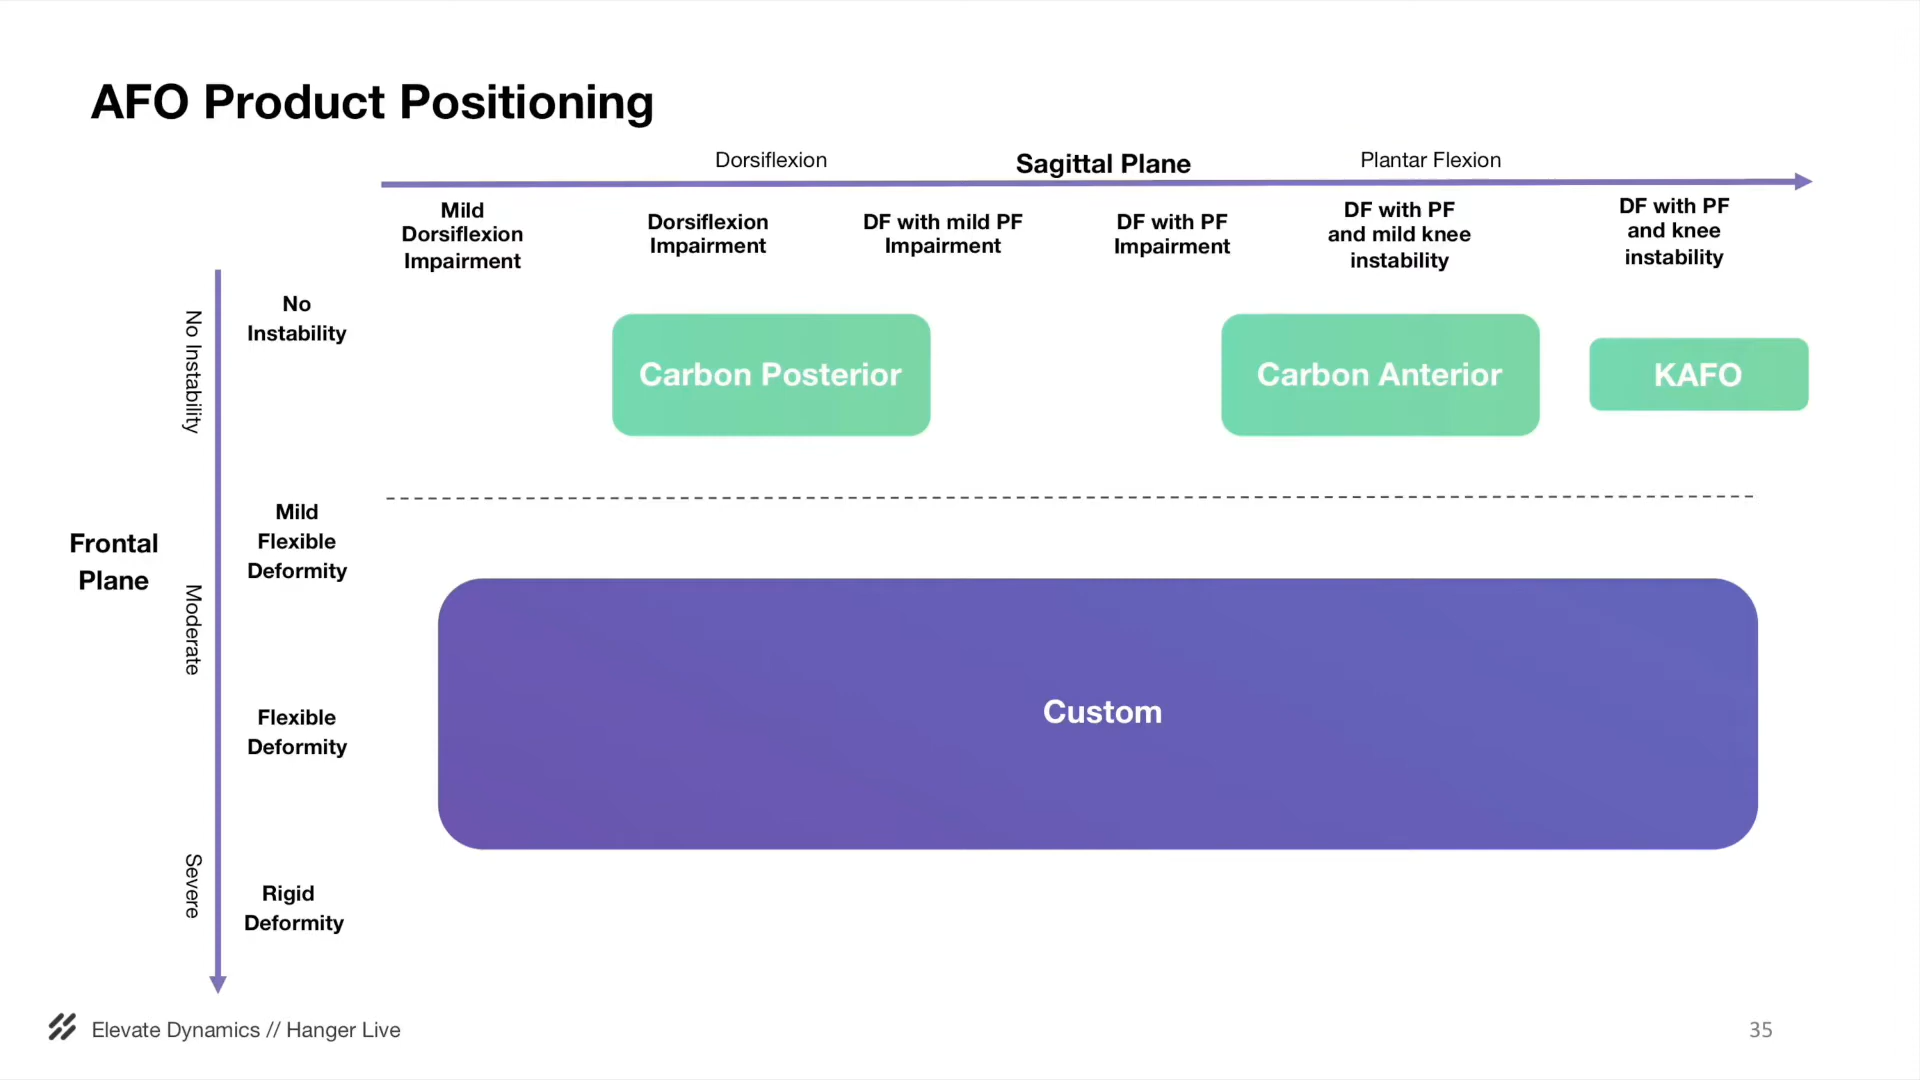 AFO Product Positioning
Dorsiflexion
Sagittal Plane
Plantar Flexion
Mild
Dorsiflexion
Impairment
Dorsiflexion
Impairment
DF with mild PF
Impairment
DF with PF
Impairment
DF with PF
and mild knee
instability
DF with PF
and knee
instability
Frontal
Plane
No Instability
Moderate
Severe
No
Instability
Carbon Posterior
Carbon Anterior
KAFO
Mild
Flexible
Deformity
Custom
Flexible
Deformity
Rigid
Deformity
Elevate Dynamics // Hanger Live
35